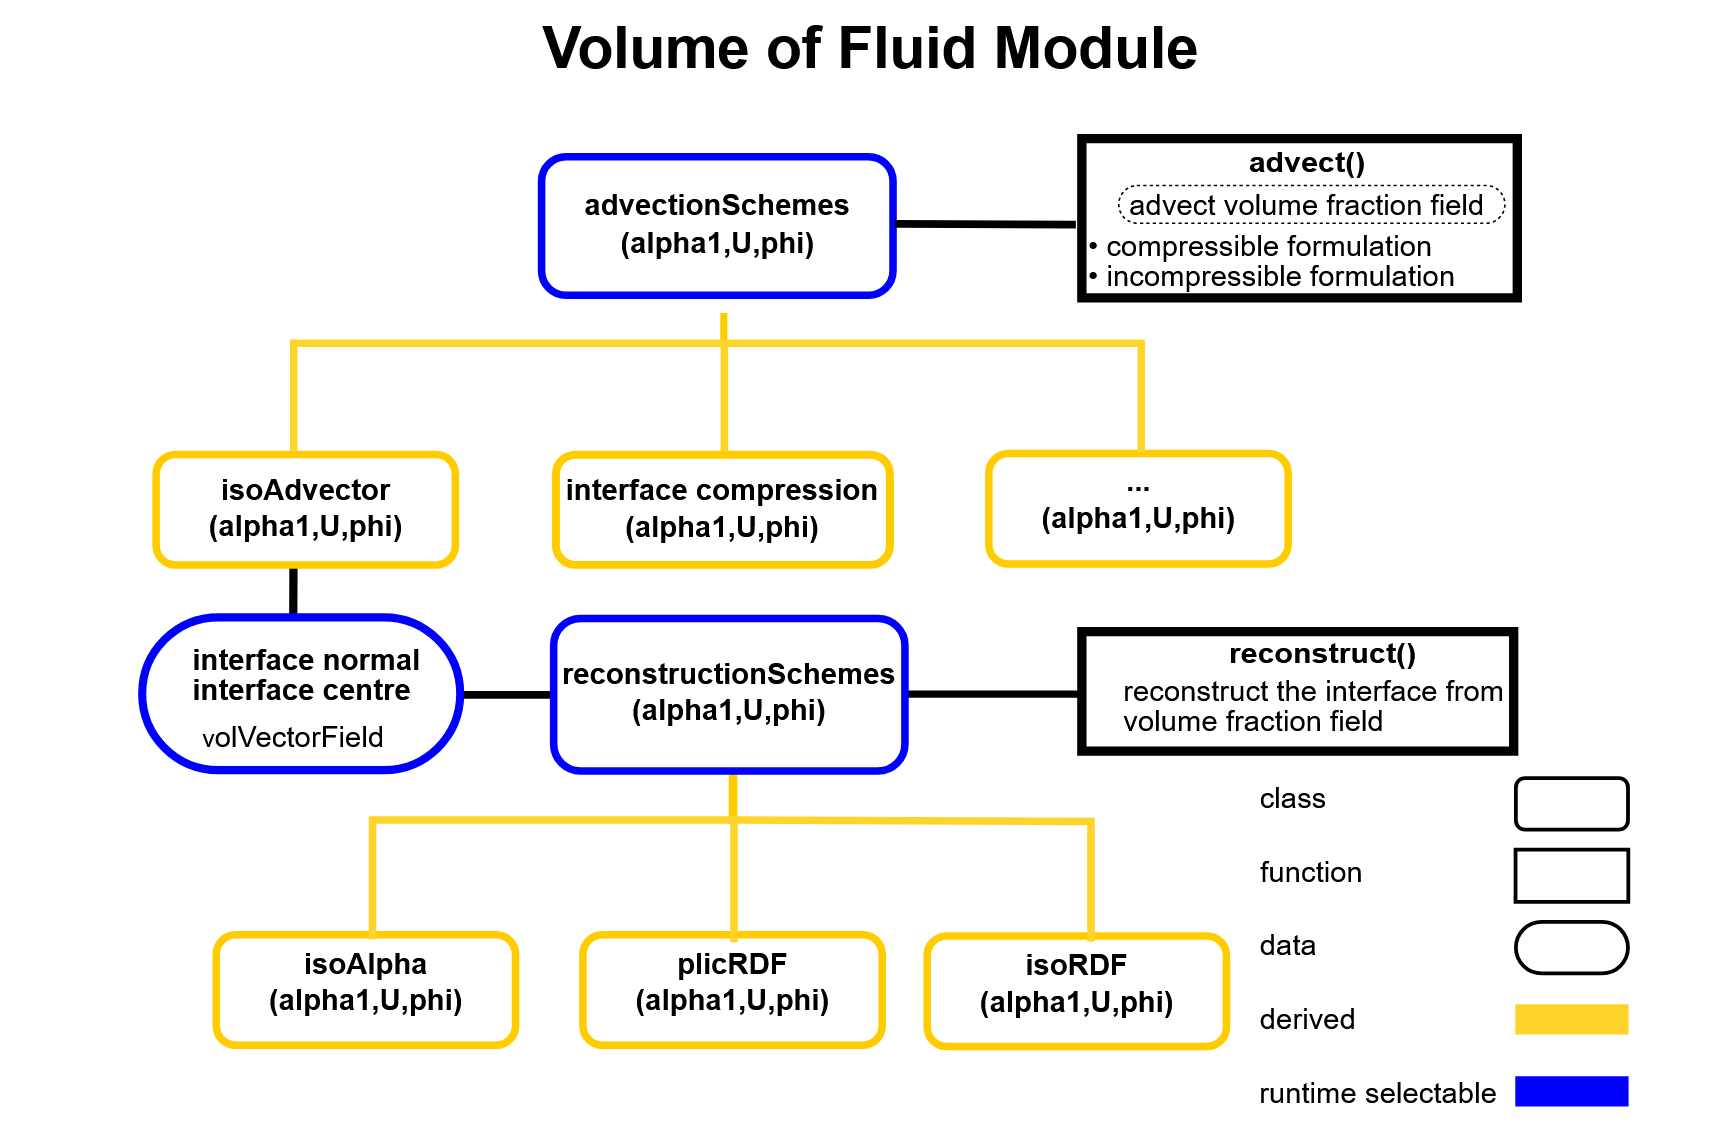 Volume of Fluid Module
advectionSchemes
(alpha1,U,phi)
advect()
advect volume fraction field
• compressible formulation
• incompressible formulation
isoAdvector
(alpha1,U,phi)
interface compression
(alpha1,U,phi)
...
(alpha1,U,phi)
interface normal
interface centre
volVectorField
reconstructionSchemes
(alpha1,U,phi)
reconstruct()
reconstruct the interface from
volume fraction field
isoAlpha
(alpha1,U,phi)
plicRDF
(alpha1,U,phi)
isoRDF
(alpha1,U,phi)
class
function
data
derived
runtime selectable